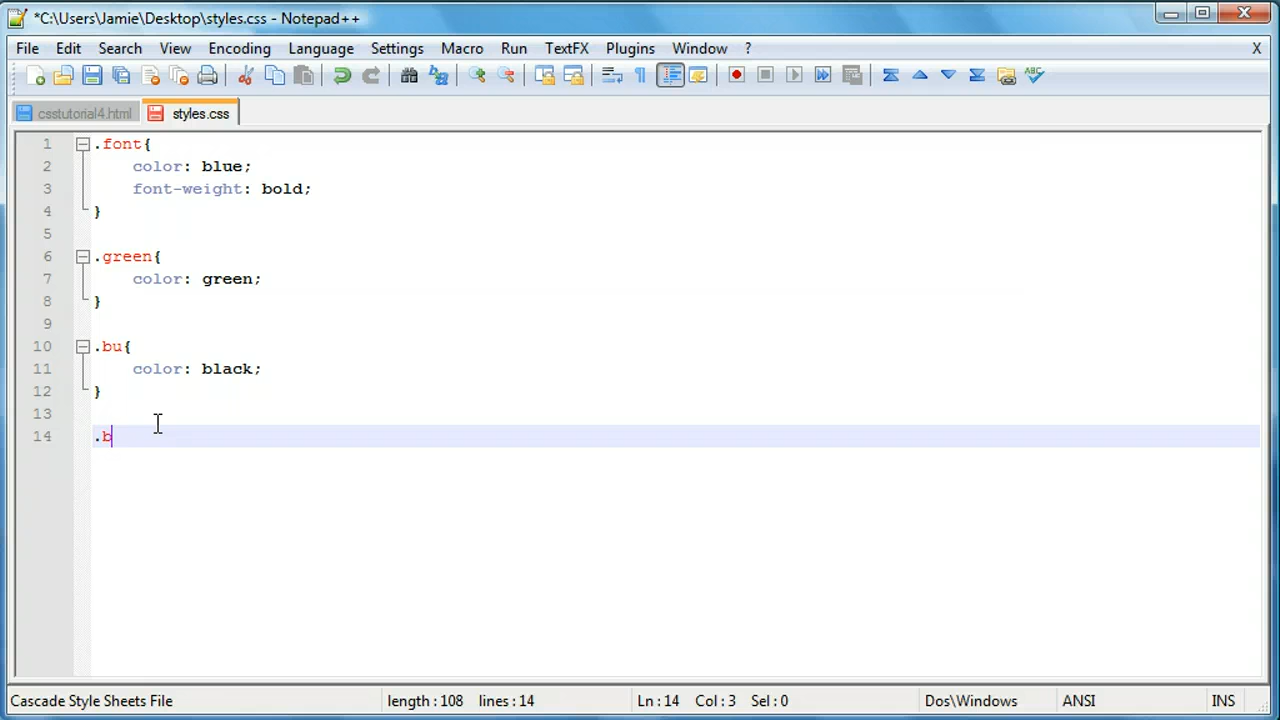 *C:\Users\Jamie\Desktop\styles.css - Notepad++
File Edit Search View Encoding Language Settings Macro Run TextFX Plugins Window ? X
ABC
csstutorial4.html styles.css
1 .font{
2 color: blue;
3 font-weight: bold;
4 }
5
6 .green{
7 color: green;
8 }
9
10 .bu{
11 color: black;
12 }
13
14 .b
Cascade Style Sheets File length : 108 lines : 14 Ln : 14 Col : 3 Sel : 0 Dos\Windows ANSI INS